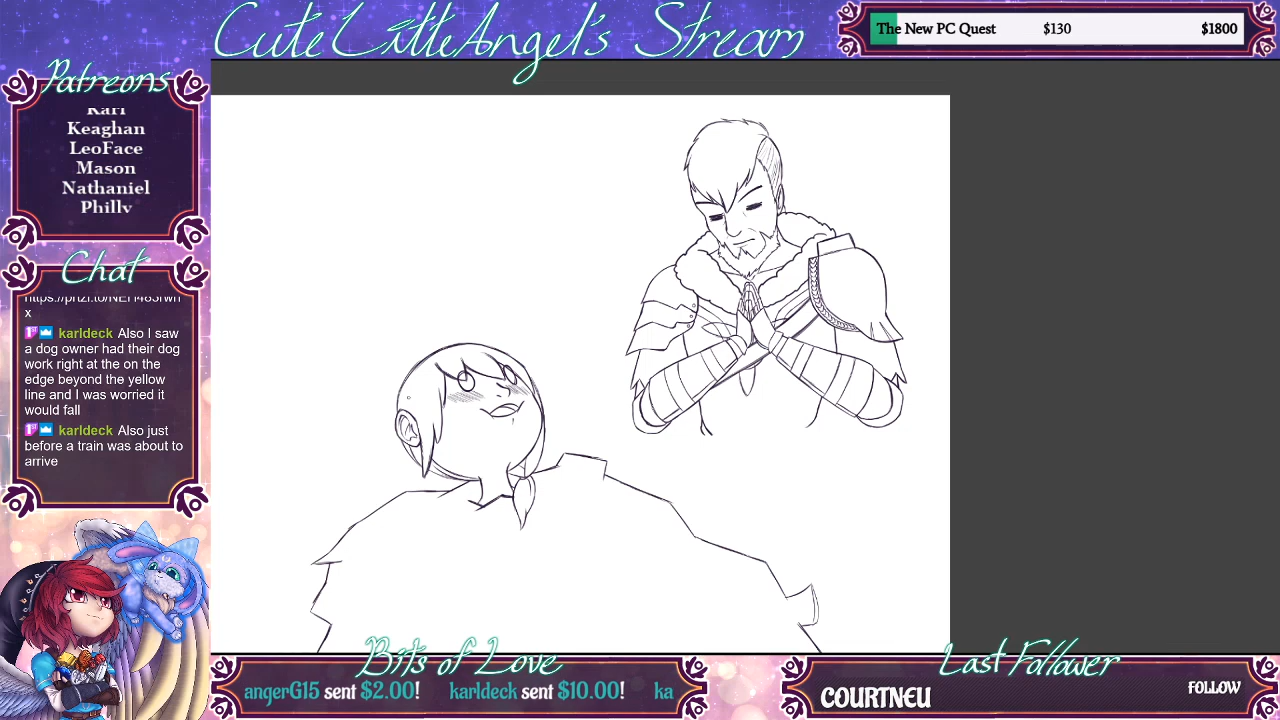 Cute Little Angel's Stream
The New PC Quest $130 $1800
Patreons
Karl
Keaghan
LeoFace
Mason
Nathaniel
Philly
Chat
x
karldeck Also I saw
a dog owner had their dog
work right at the on the
edge beyond the yellow
line and I was worried it
would fall
karldeck Also just
before a train was about to
arrive
Bits of Love
angerG15 sent $2.00! karldeck sent $10.00! ka
Last Follower
COURTNEU FOLLOW